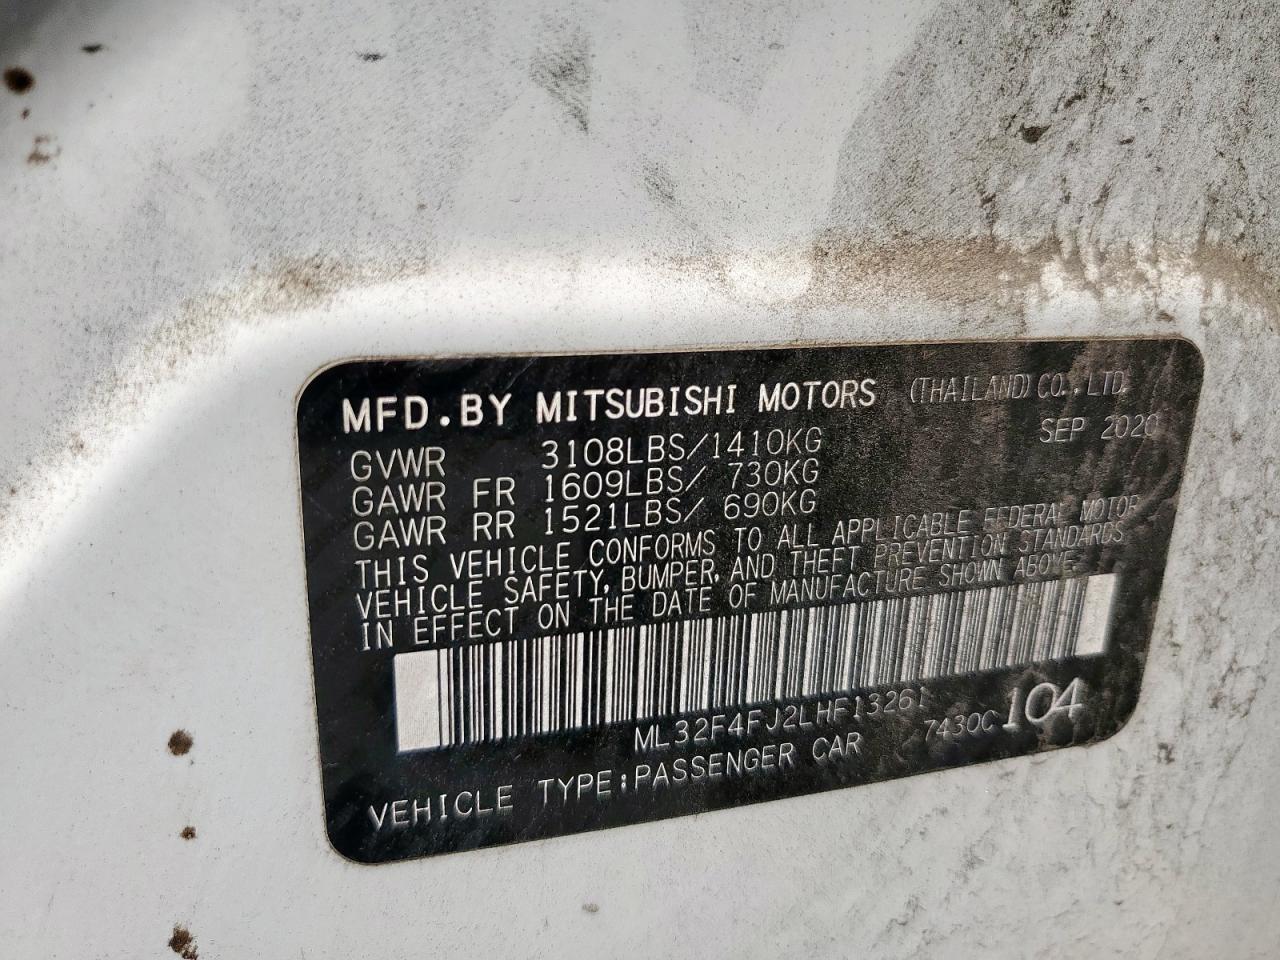 MFD.BY MITSUBISHI MOTORS (THAILAND) CO.,LTD.
SEP 2020
GVWR 3108LBS/1410KG
GAWR FR 1609LBS/ 730KG
GAWR RR 1521LBS/ 690KG
THIS VEHICLE CONFORMS TO ALL APPLICABLE FEDERAL MOTOR
VEHICLE SAFETY, BUMPER, AND THEFT PREVENTION STANDARDS
IN EFFECT ON THE DATE OF MANUFACTURE SHOWN ABOVE.
ML32F4FJ2LHF13261
7430C 104
VEHICLE TYPE:PASSENGER CAR